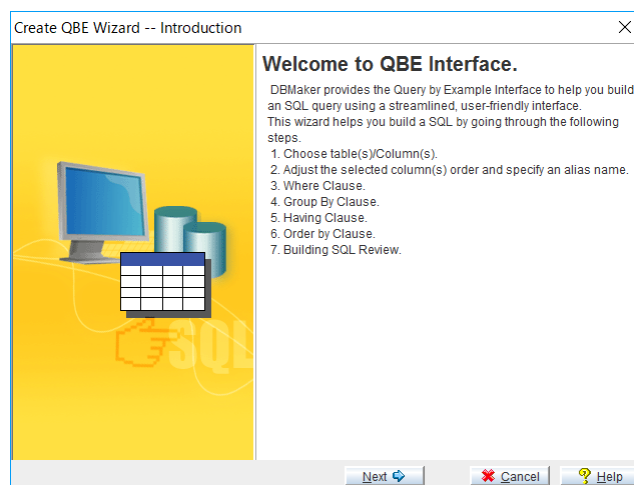 Create QBE Wizard -- Introduction
Welcome to QBE Interface.
DBMaker provides the Query by Example Interface to help you build
an SQL query using a streamlined, user-friendly interface.
This wizard helps you build a SQL by going through the following
steps.
1. Choose table(s)/Column(s).
2. Adjust the selected column(s) order and specify an alias name.
3. Where Clause.
4. Group By Clause.
5. Having Clause.
6. Order by Clause.
7. Building SQL Review.
SQL
Next
Cancel
Help